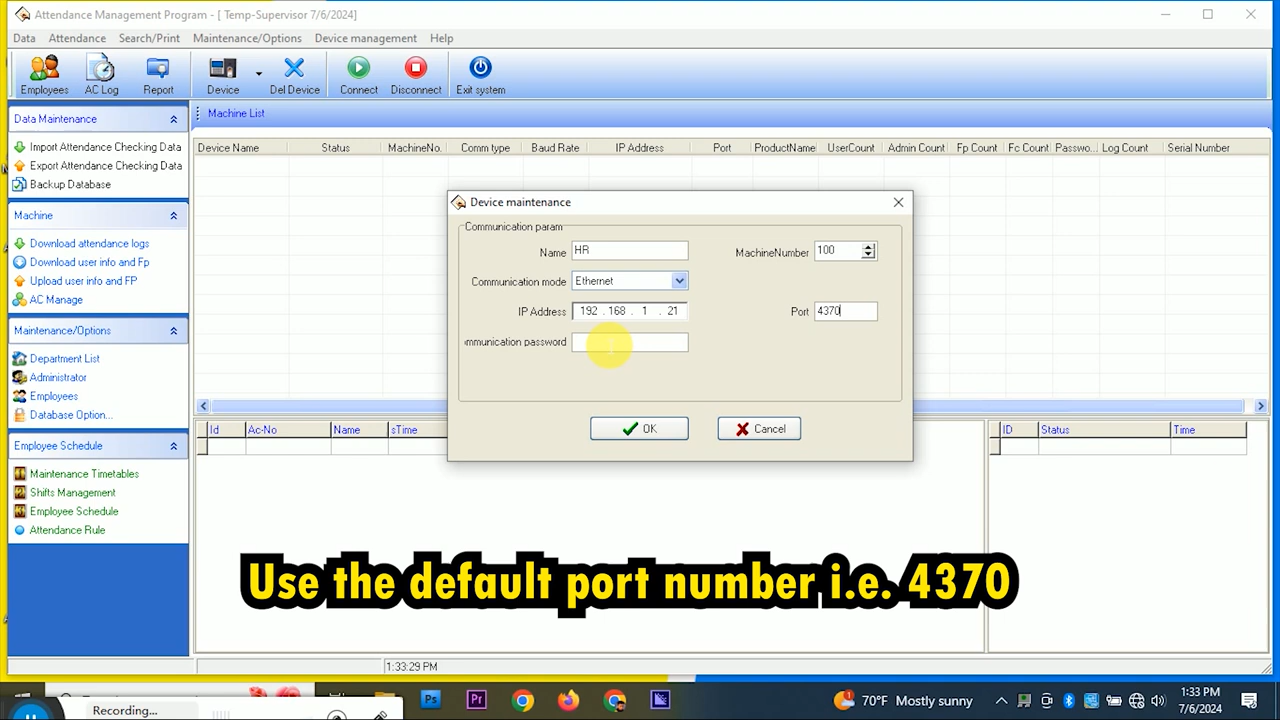 Attendance Management Program - [ Temp-Supervisor 7/6/2024]
Data Attendance Search/Print Maintenance/Options Device management Help
Employees AC Log Report Device Del Device Connect Disconnect Exit system
Data Maintenance
Import Attendance Checking Data
Export Attendance Checking Data
Backup Database
Machine
Download attendance logs
Download user info and Fp
Upload user info and FP
AC Manage
Maintenance/Options
Department List
Administrator
Employees
Database Option...
Employee Schedule
Maintenance Timetables
Shifts Management
Employee Schedule
Attendance Rule
Machine List
Device Name Status MachineNo. Comm type Baud Rate IP Address Port ProductName UserCount Admin Count Fp Count Fc Count Passwo... Log Count Serial Number
Device maintenance
Communication param
Name HR MachineNumber 100
Communication mode Ethernet
IP Address 192 . 168 . 1 . 21 Port 4370
mmunication password
OK Cancel
Id Ac-No Name sTime
ID Status Time
Use the default port number i.e. 4370
1:33:29 PM
Recording...
Ps Pr
70°F Mostly sunny
1:33 PM
7/6/2024